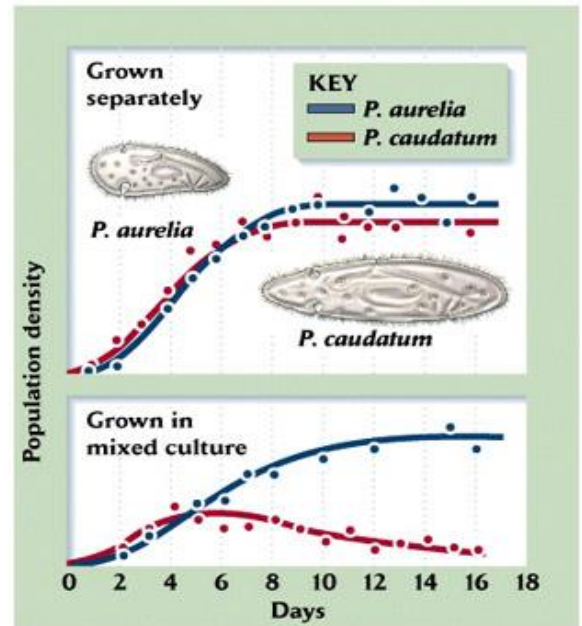 Grown
separately
KEY
P. aurelia
P. caudatum
P. aurelia
P. caudatum
Population density
Grown in
mixed culture
0 2 4 6 8 10 12 14 16 18
Days